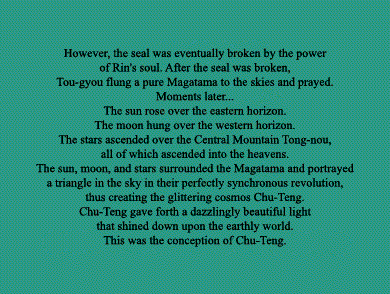 However, the seal was eventually broken by the power
of Rin's soul. After the seal was broken,
Tou-gyou flung a pure Magatama to the skies and prayed.
Moments later...
The sun rose over the eastern horizon.
The moon hung over the western horizon.
The stars ascended over the Central Mountain Tong-nou,
all of which ascended into the heavens.
The sun, moon, and stars surrounded the Magatama and portrayed
a triangle in the sky in their perfectly synchronous revolution,
thus creating the glittering cosmos Chu-Teng.
Chu-Teng gave forth a dazzlingly beautiful light
that shined down upon the earthly world.
This was the conception of Chu-Teng.